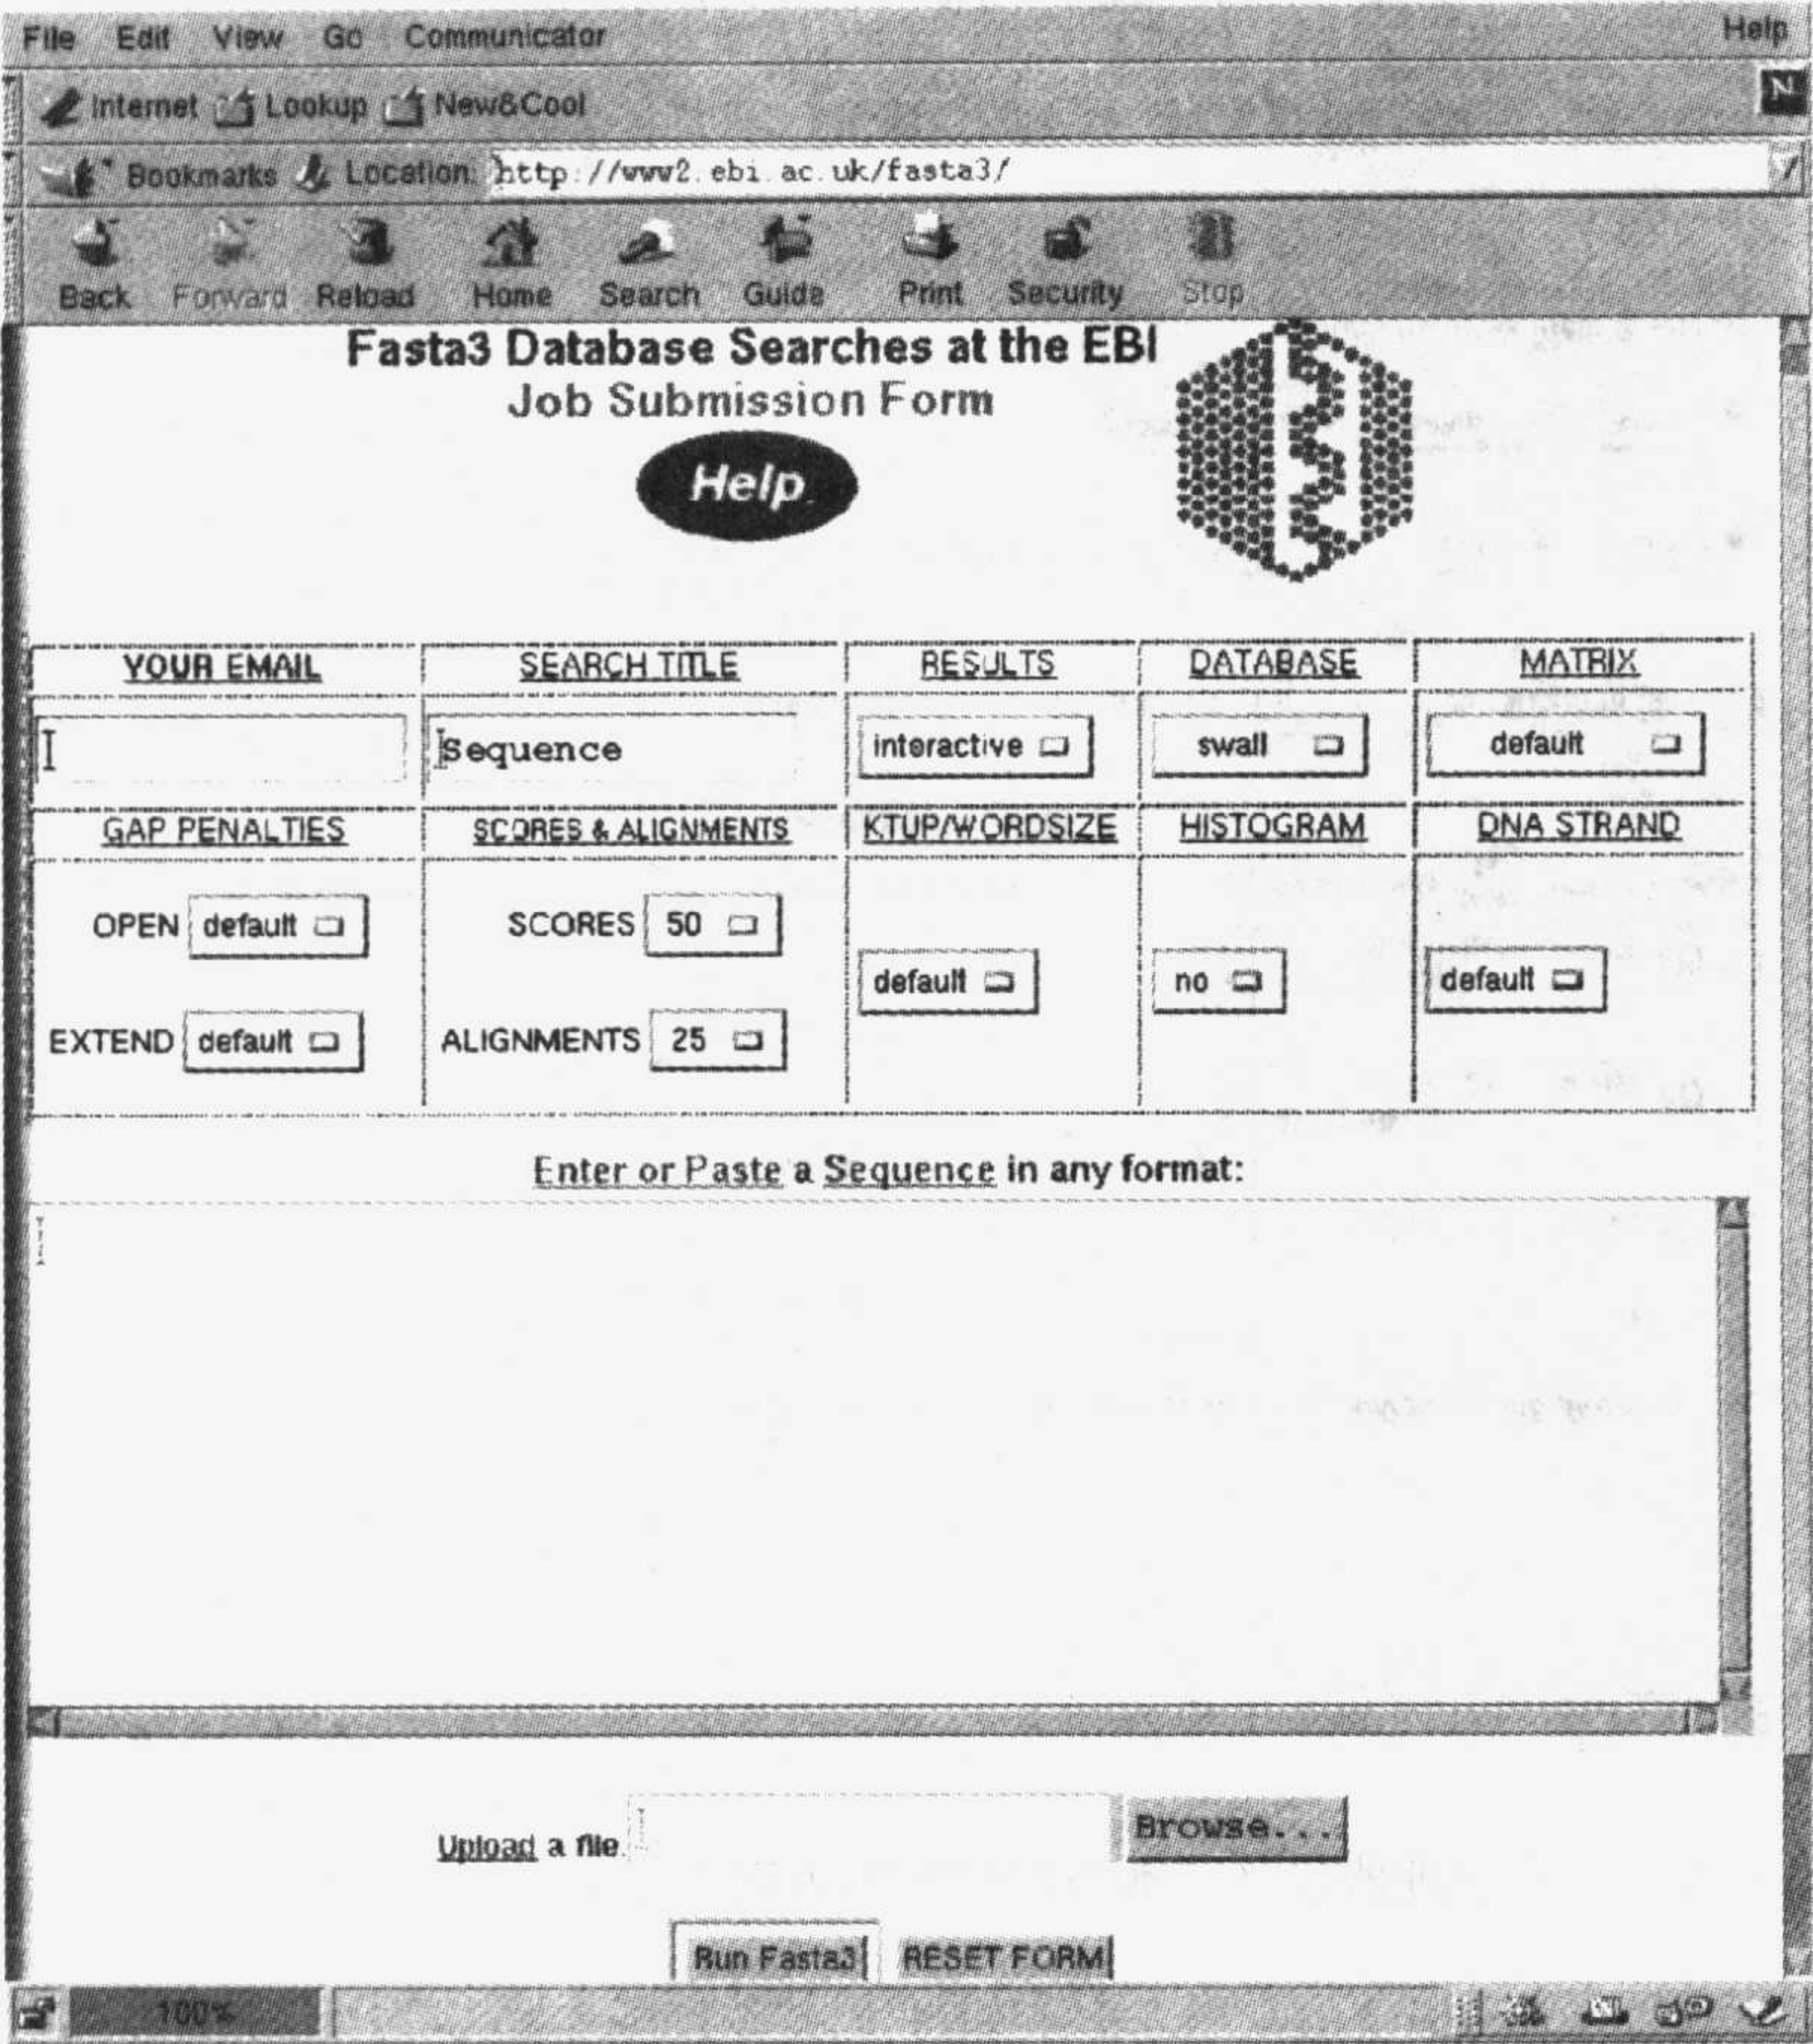 File Edit View Go Communicator Help
Internet Lookup New&Cool N
Bookmarks Location: http://www2.ebi.ac.uk/fasta3/
Back Forward Reload Home Search Guide Print Security Stop
Fasta3 Database Searches at the EBI
Job Submission Form
Help
YOUR EMAIL SEARCH TITLE RESULTS DATABASE MATRIX
Sequence interactive swall default
GAP PENALTIES SCORES & ALIGNMENTS KTUP/WORDSIZE HISTOGRAM DNA STRAND
OPEN default SCORES 50
default no default
EXTEND default ALIGNMENTS 25
Enter or Paste a Sequence in any format:
Upload a file. Browse...
Run Fasta3 RESET FORM
100%